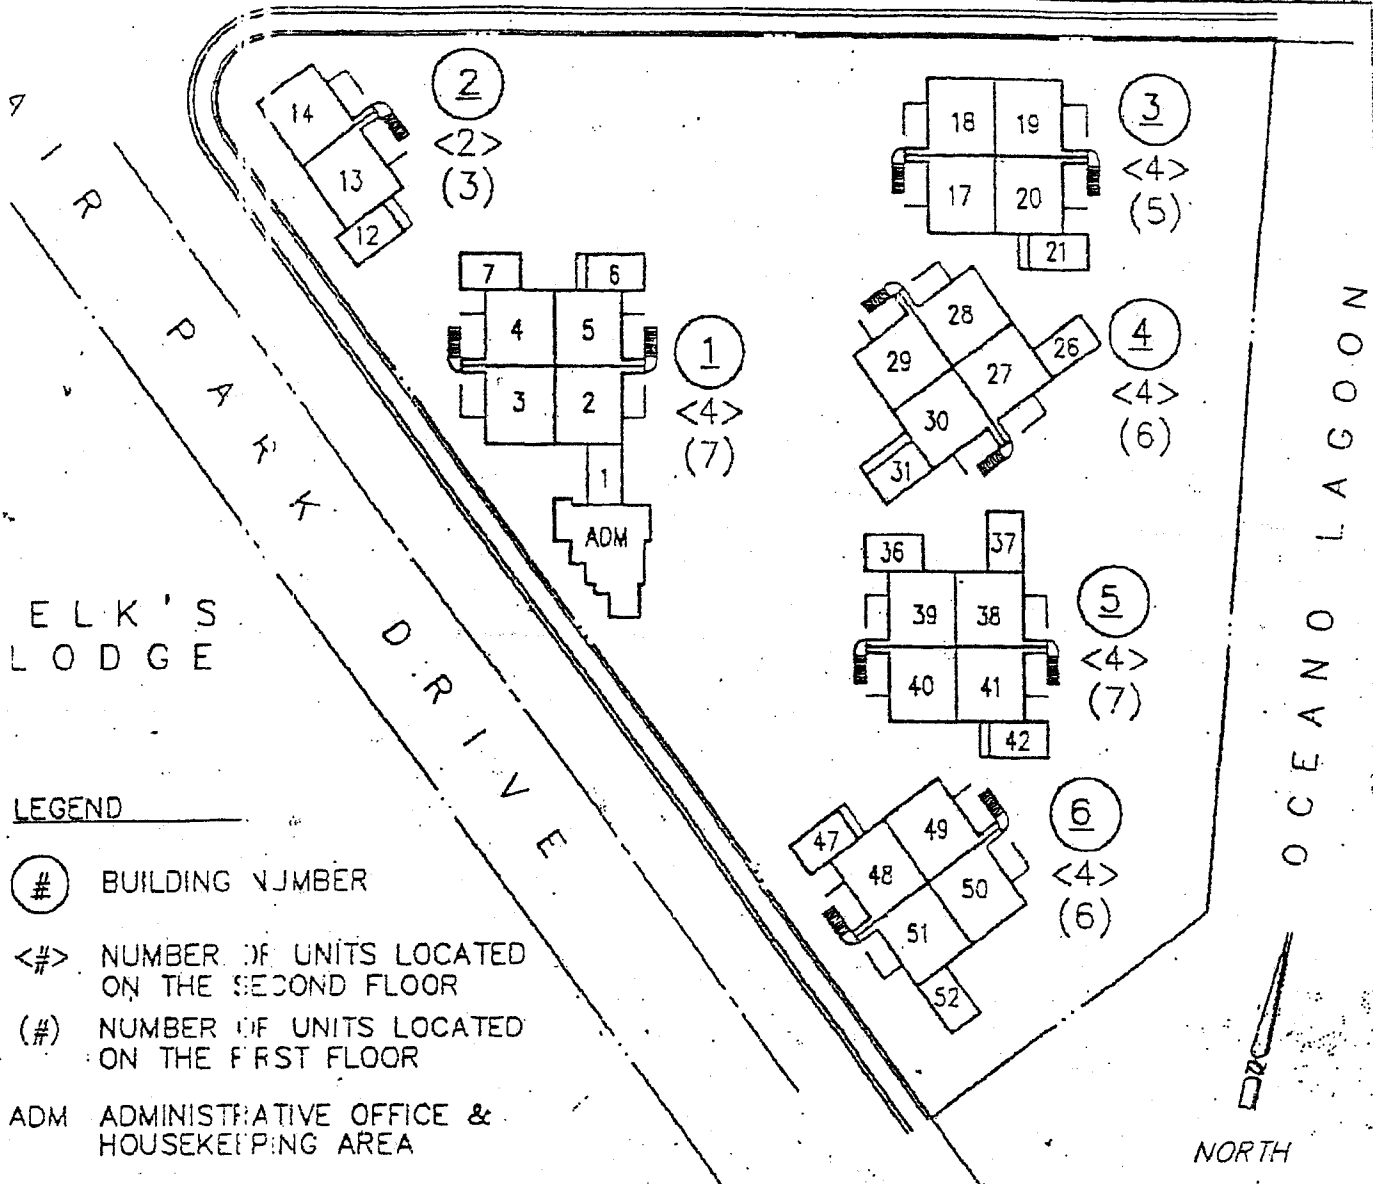 2
<2>
(3)
14
13
12
3
<4>
(5)
18 19
17 20
21
7 6
4 5
3 2
1
ADM
1
<4>
(7)
28
29 27 26
30
31
4
<4>
(6)
36 37
39 38
40 41
42
5
<4>
(7)
47 49
48 50
51
52
6
<4>
(6)
IR PARK DRIVE
OCEANO LAGOON
ELK'S
LODGE
LEGEND
# BUILDING NUMBER
<#> NUMBER OF UNITS LOCATED
ON THE SECOND FLOOR
(#) NUMBER OF UNITS LOCATED
ON THE FIRST FLOOR
ADM ADMINISTRATIVE OFFICE &
HOUSEKEEPING AREA
NORTH